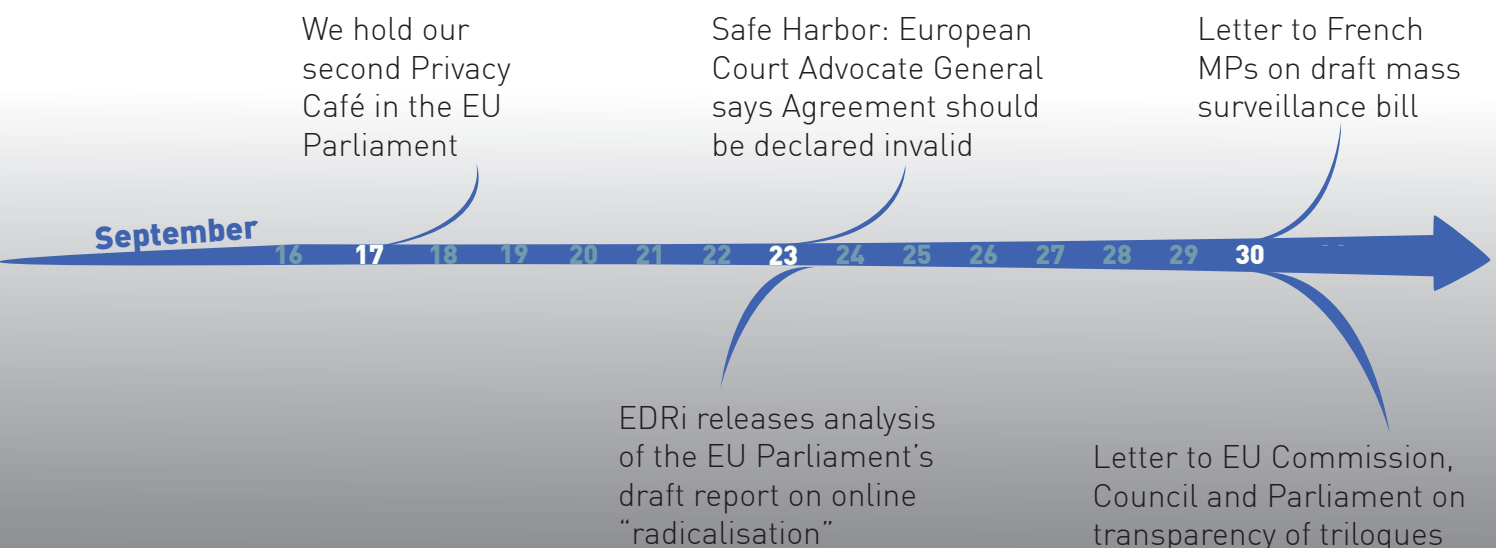 We hold our
second Privacy
Café in the EU
Parliament
Safe Harbor: European
Court Advocate General
says Agreement should
be declared invalid
Letter to French
MPs on draft mass
surveillance bill
September
16 17 18 19 20 21 22 23 24 25 26 27 28 29 30
EDRi releases analysis
of the EU Parliament’s
draft report on online
“radicalisation”
Letter to EU Commission,
Council and Parliament on
transparency of trilogues